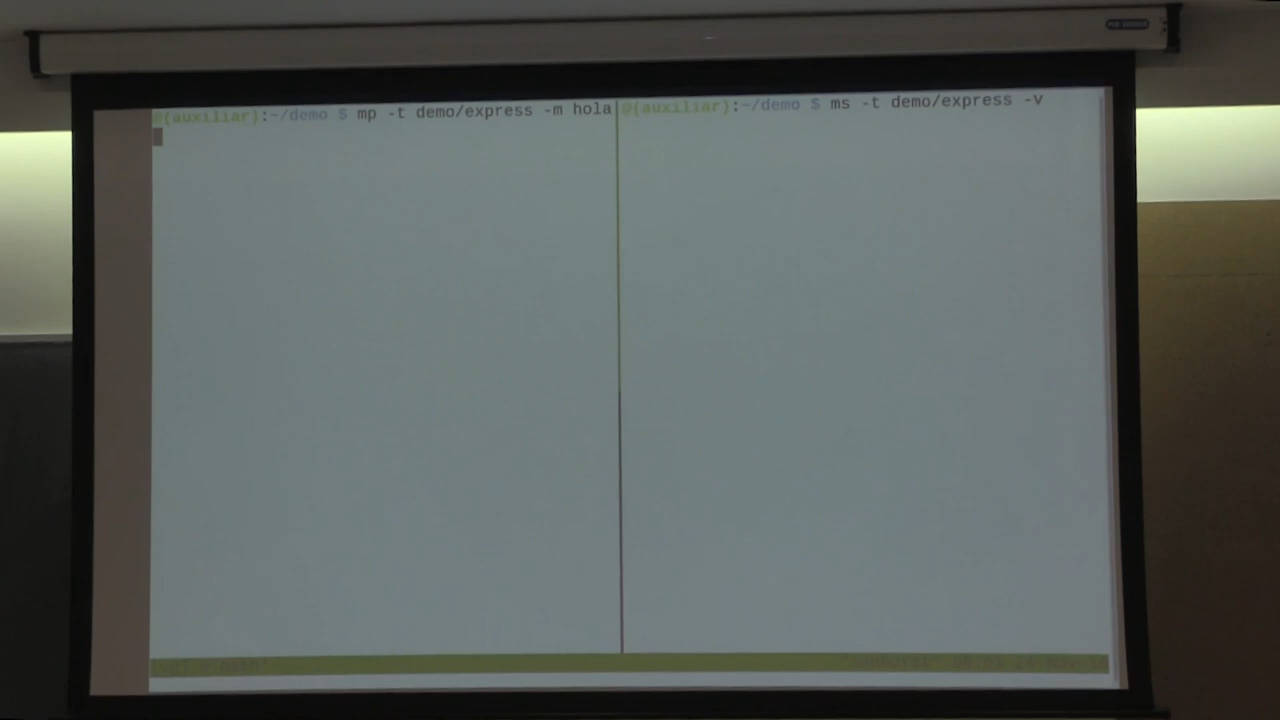 @(auxiliar):~/demo $ mp -t demo/express -m hola
@(auxiliar):~/demo $ ms -t demo/express -v